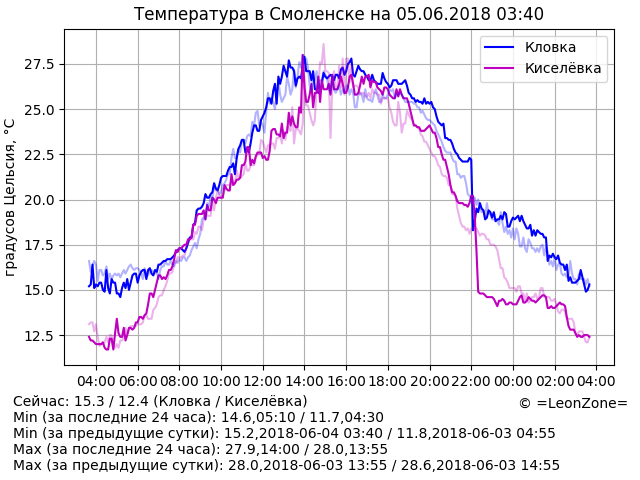 Температура в Смоленске на 05.06.2018 03:40
Кловка
Киселёвка
градусов Цельсия, °C
27.5
25.0
22.5
20.0
17.5
15.0
12.5
04:00 06:00 08:00 10:00 12:00 14:00 16:00 18:00 20:00 22:00 00:00 02:00 04:00
© =LeonZone=
Сейчас: 15.3 / 12.4 (Кловка / Киселёвка)
Min (за последние 24 часа): 14.6,05:10 / 11.7,04:30
Min (за предыдущие сутки): 15.2,2018-06-04 03:40 / 11.8,2018-06-03 04:55
Max (за последние 24 часа): 27.9,14:00 / 28.0,13:55
Max (за предыдущие сутки): 28.0,2018-06-03 13:55 / 28.6,2018-06-03 14:55